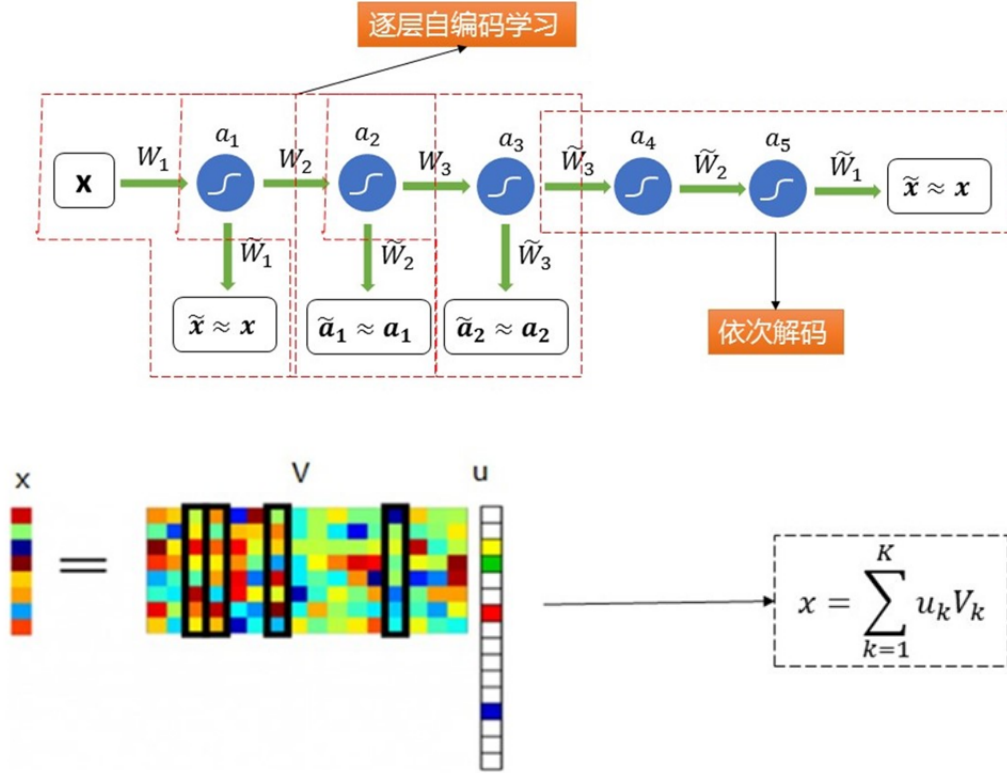 逐层自编码学习
a₁ a₂ a₃ a₄ a₅
x W₁ W₂ W₃ W̃₃ W̃₂ W̃₁ x̃ ≈ x
W̃₁ W̃₂ W̃₃
x̃ ≈ x ã₁ ≈ a₁ ã₂ ≈ a₂
依次解码
x V u
=
x = ∑ₖ₌₁ᴷ uₖVₖ